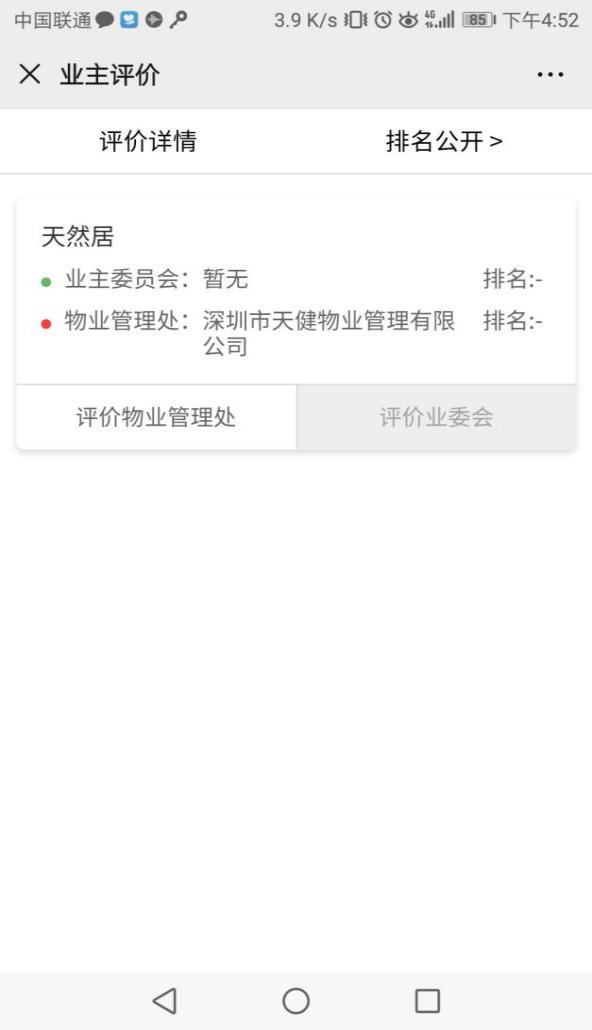 中国联通 3.9 K/s 4G 85 下午4:52
业主评价
评价详情 排名公开 >
天然居
业主委员会：暂无 排名:-
物业管理处：深圳市天健物业管理有限 排名:-
公司
评价物业管理处 评价业委会